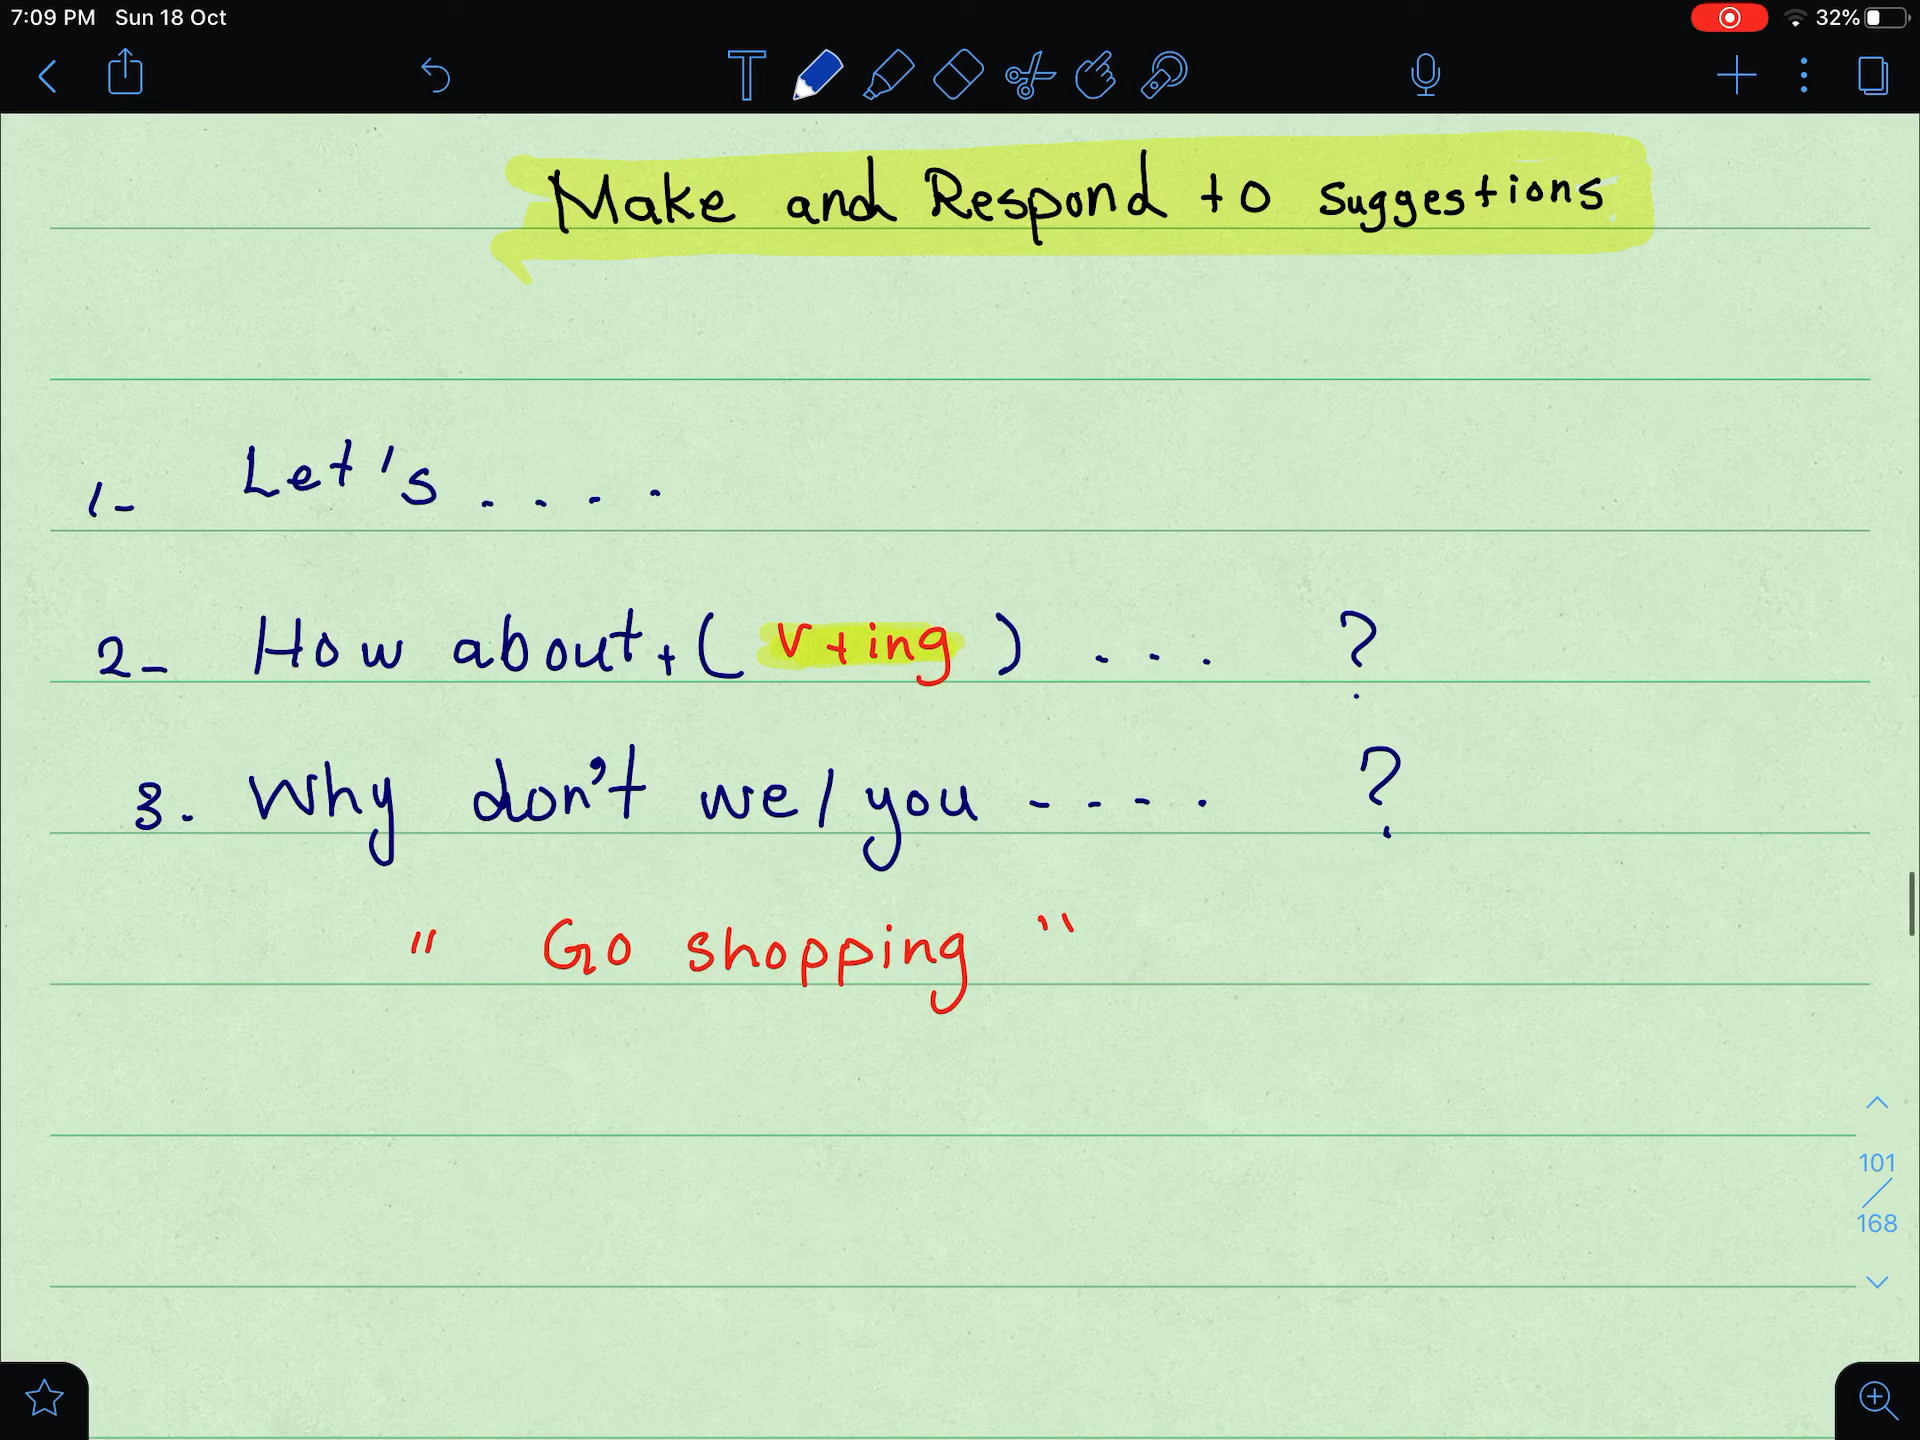 7:09 PM Sun 18 Oct
32%
T
Make and Respond to suggestions
1- Let's ....
2- How about + ( v+ing ) ... ?
3. Why don't we / you ---. ?
" Go shopping "
101
/
168